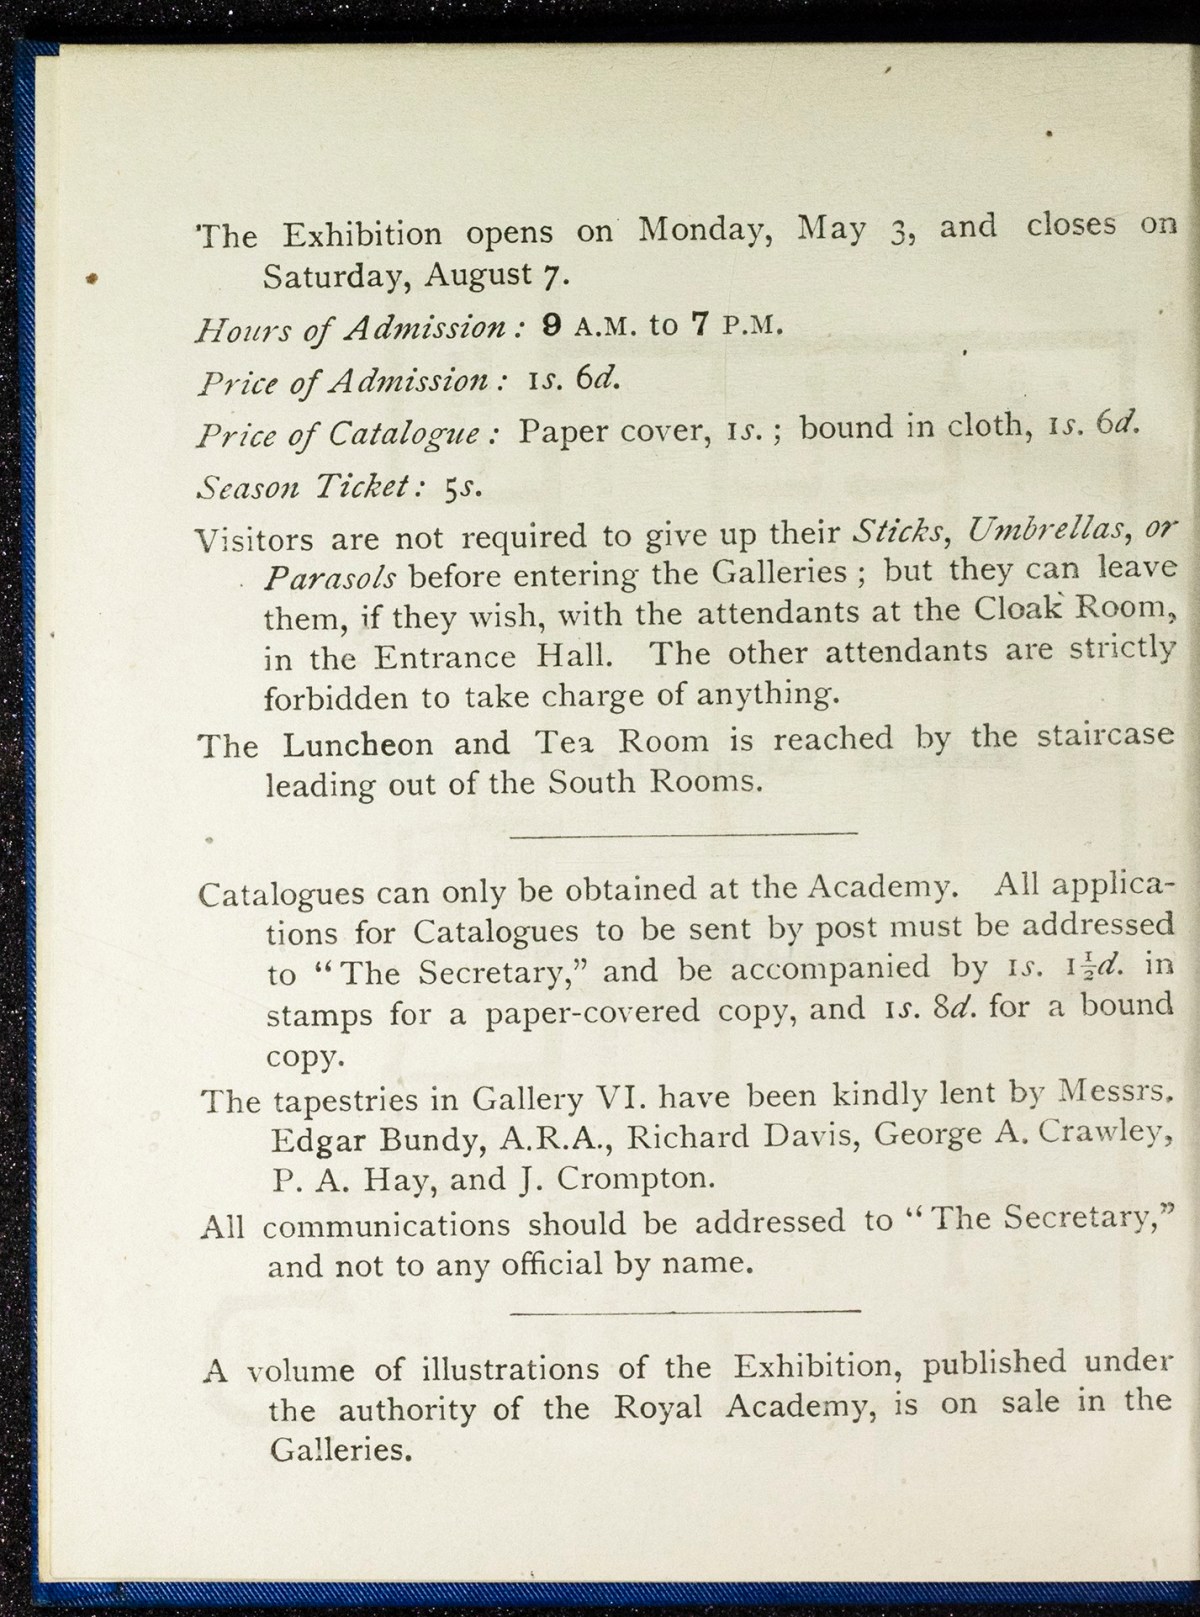 The Exhibition opens on Monday, May 3, and closes on
Saturday, August 7.
Hours of Admission: 9 A.M. to 7 P.M.
Price of Admission: 1s. 6d.
Price of Catalogue: Paper cover, 1s.; bound in cloth, 1s. 6d.
Season Ticket: 5s.
Visitors are not required to give up their Sticks, Umbrellas, or
Parasols before entering the Galleries; but they can leave
them, if they wish, with the attendants at the Cloak Room,
in the Entrance Hall. The other attendants are strictly
forbidden to take charge of anything.
The Luncheon and Tea Room is reached by the staircase
leading out of the South Rooms.
Catalogues can only be obtained at the Academy. All applica-
tions for Catalogues to be sent by post must be addressed
to “The Secretary,” and be accompanied by 1s. 1½d. in
stamps for a paper-covered copy, and 1s. 8d. for a bound
copy.
The tapestries in Gallery VI. have been kindly lent by Messrs.
Edgar Bundy, A.R.A., Richard Davis, George A. Crawley,
P. A. Hay, and J. Crompton.
All communications should be addressed to “The Secretary,”
and not to any official by name.
A volume of illustrations of the Exhibition, published under
the authority of the Royal Academy, is on sale in the
Galleries.